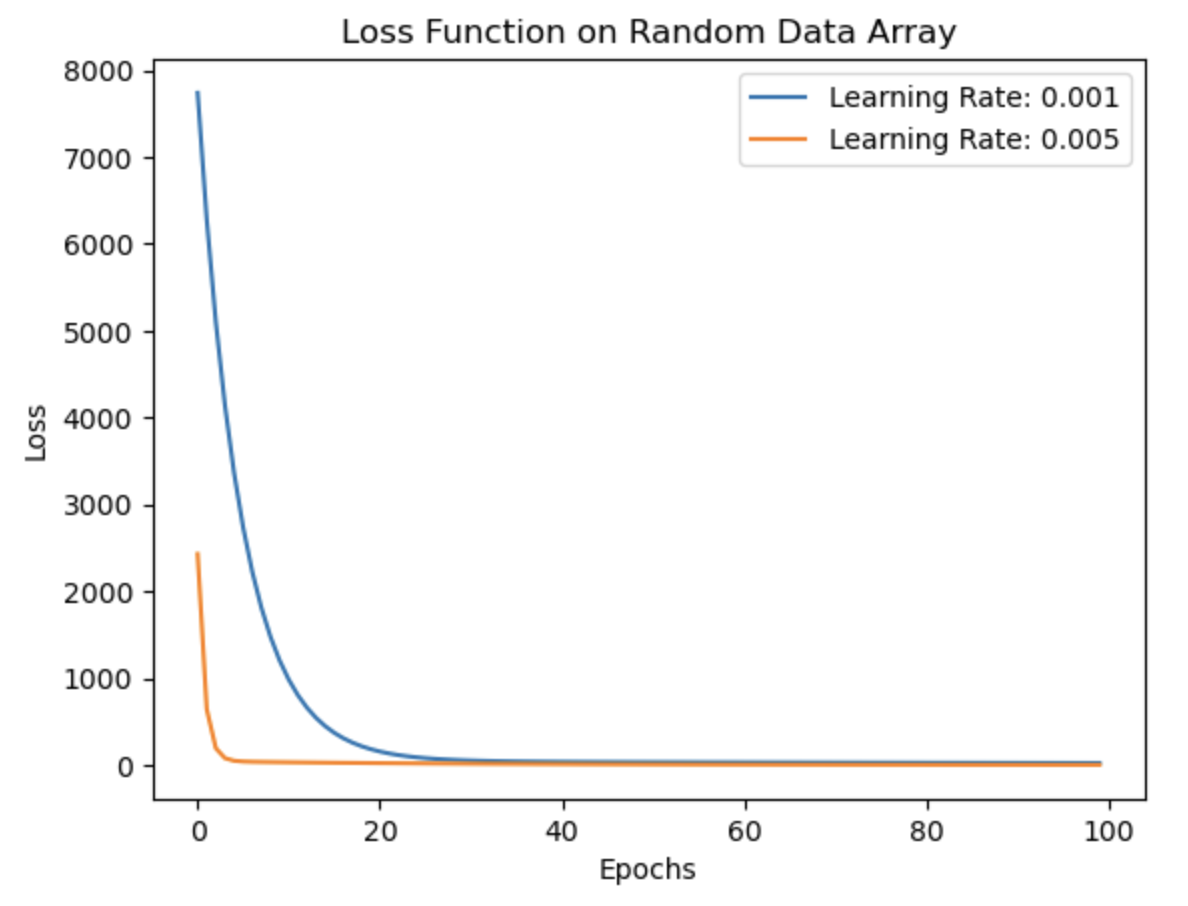 Loss Function on Random Data Array
Learning Rate: 0.001
Learning Rate: 0.005
8000
7000
6000
5000
4000
3000
2000
1000
0
Loss
0 20 40 60 80 100
Epochs